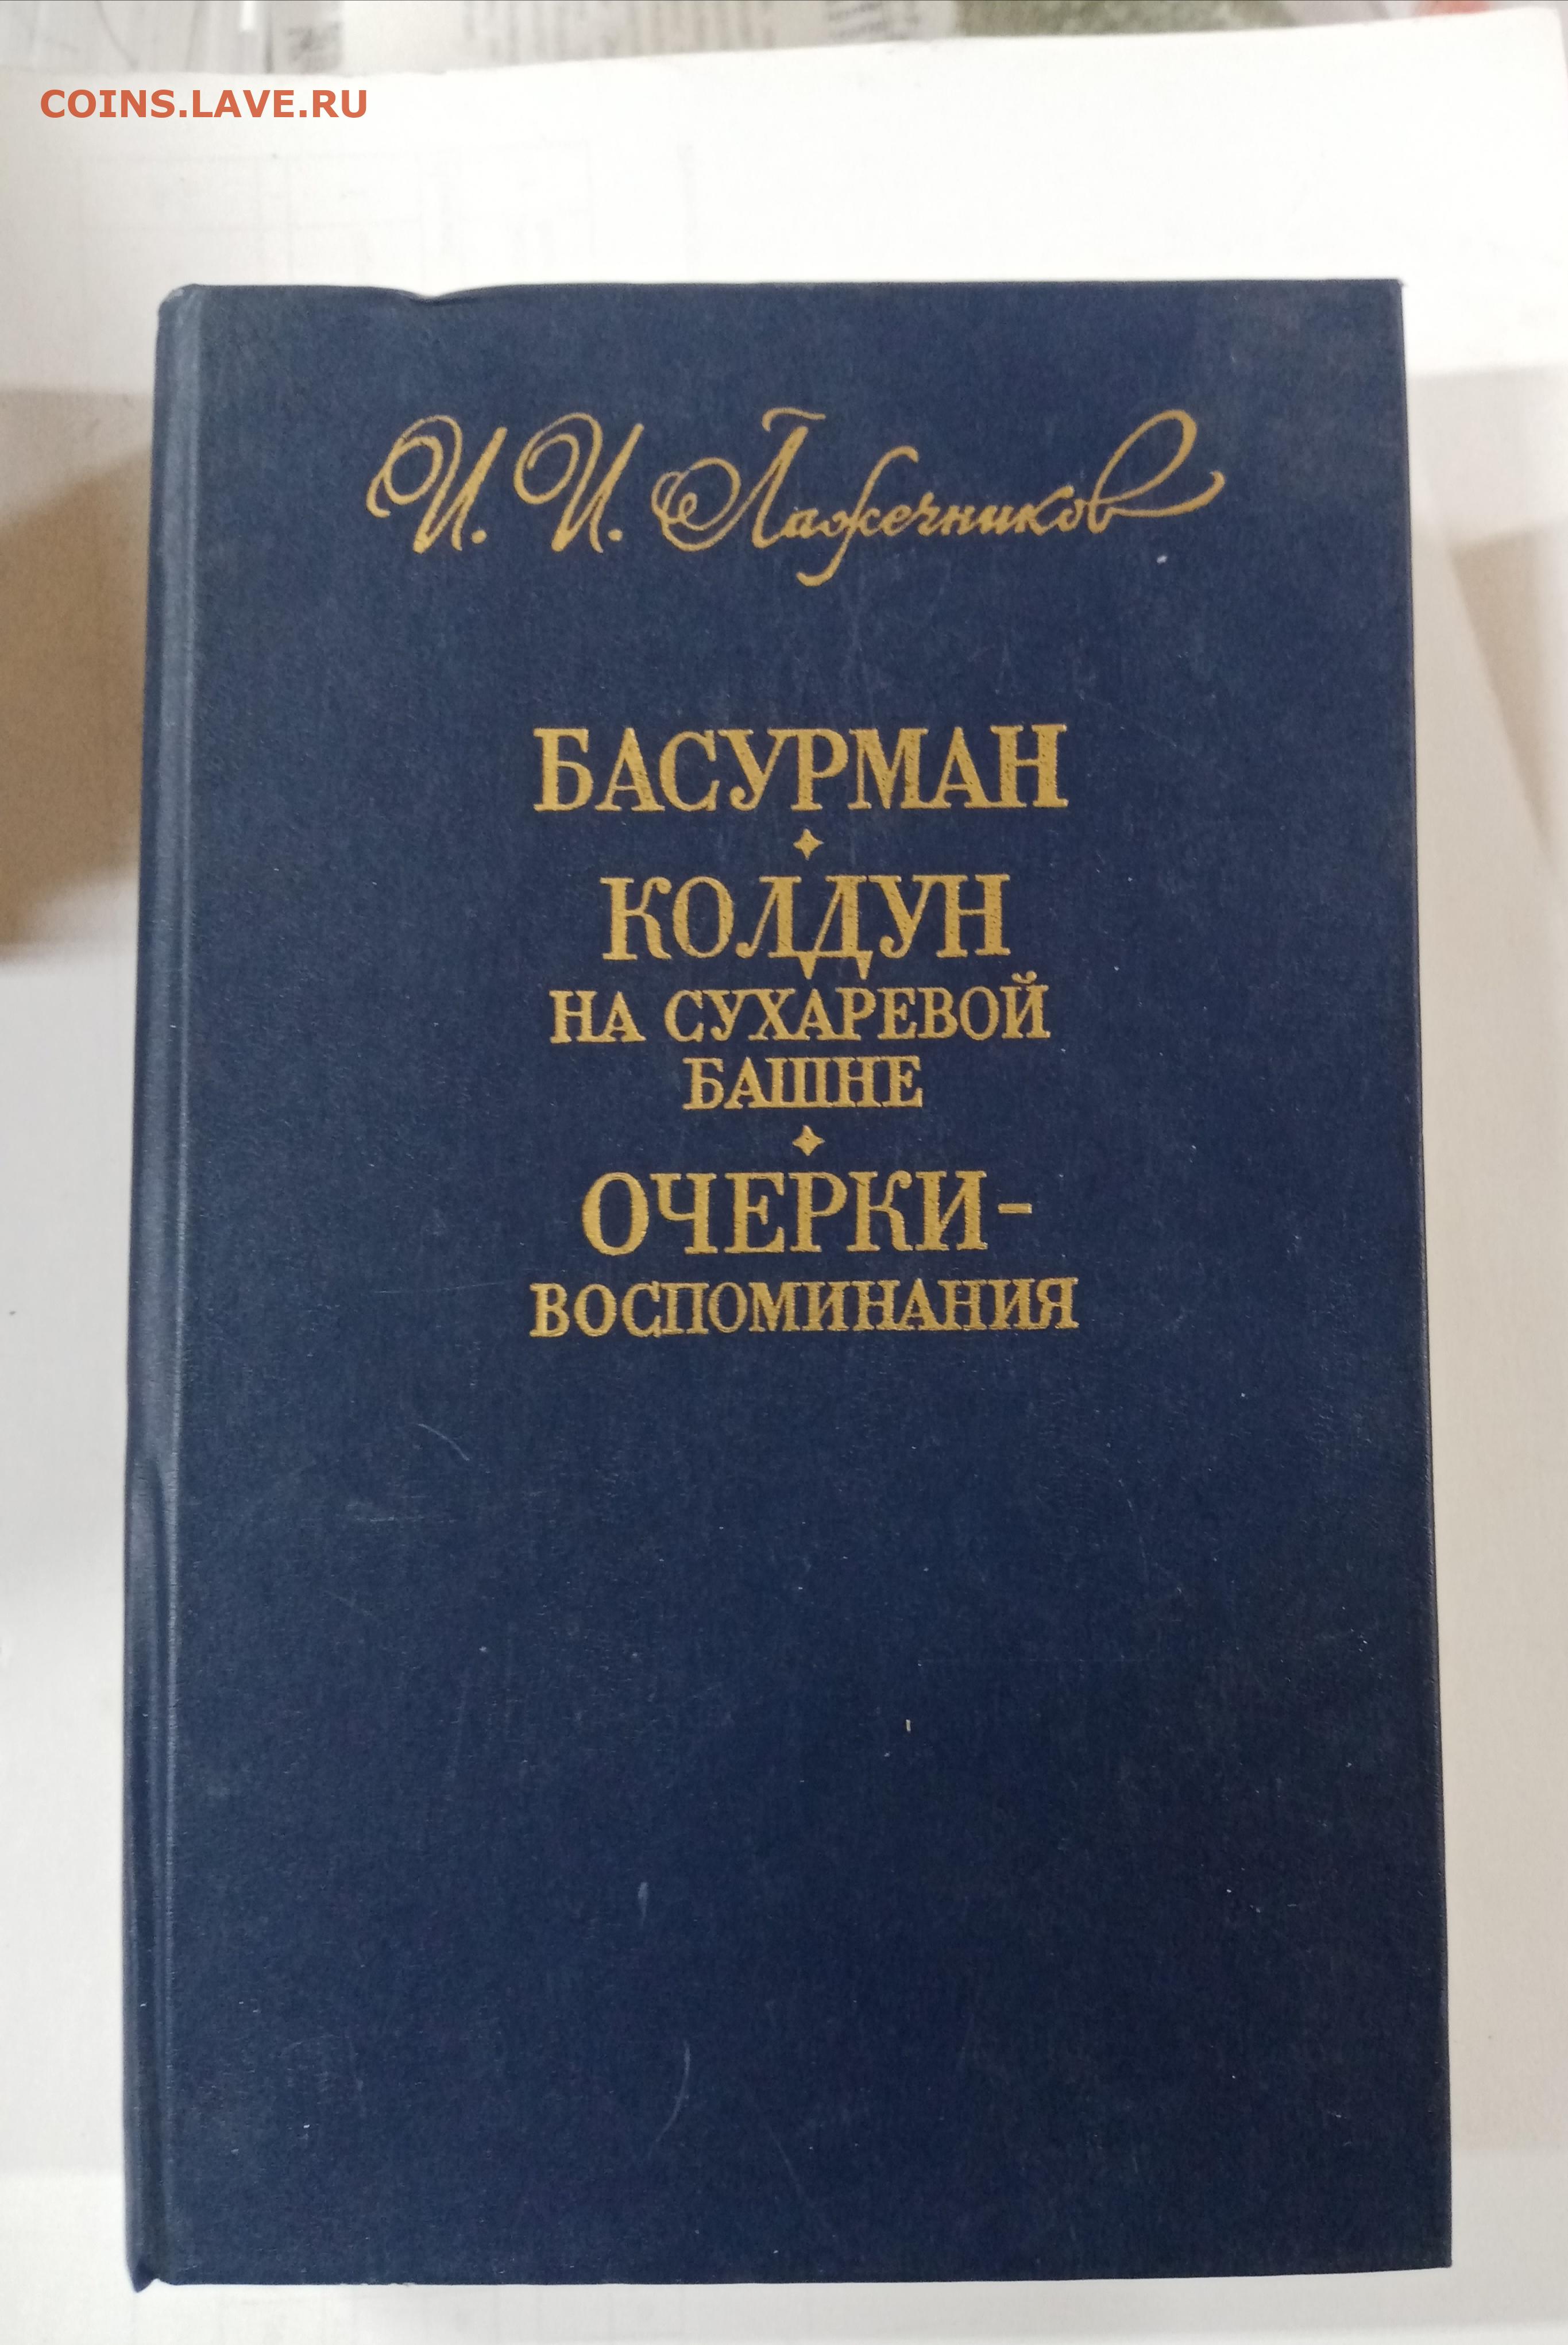 COINS.LAVE.RU
И. И. Лажечников
БАСУРМАН
КОЛДУН
НА СУХАРЕВОЙ
БАШНЕ
ОЧЕРКИ-
ВОСПОМИНАНИЯ